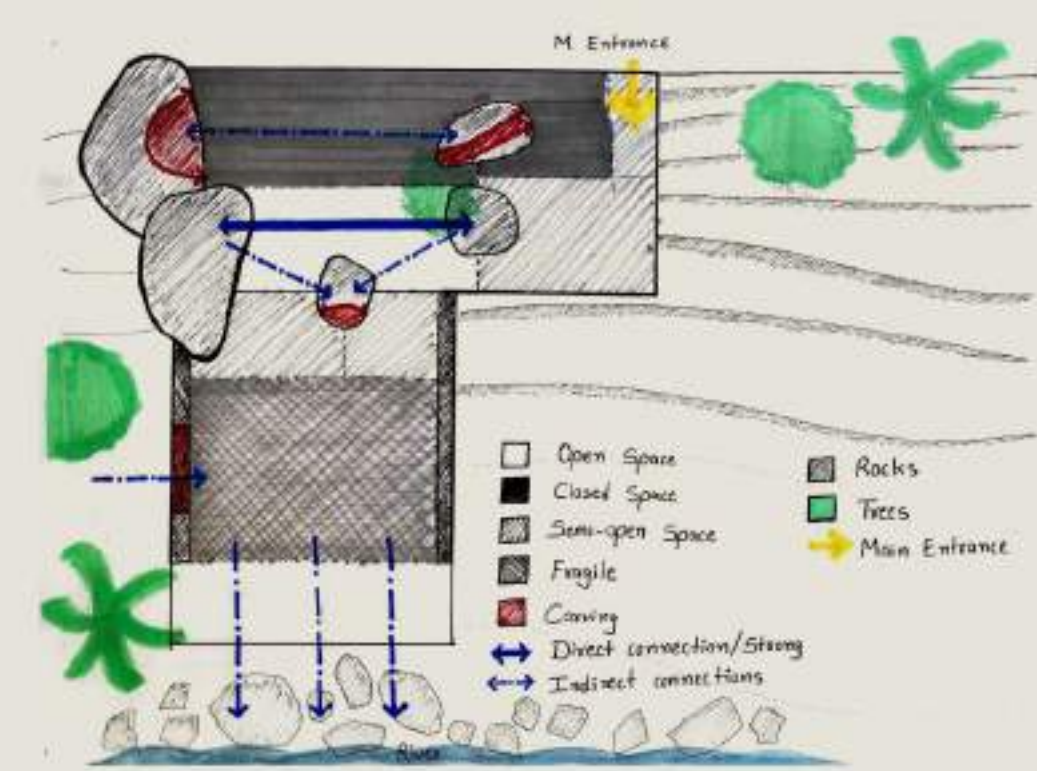 M. Entrance
Open Space
Closed Space
Semi-open Space
Fragile
Carving
Direct connection/Strong
Indirect connections
Rocks
Trees
Main Entrance
River